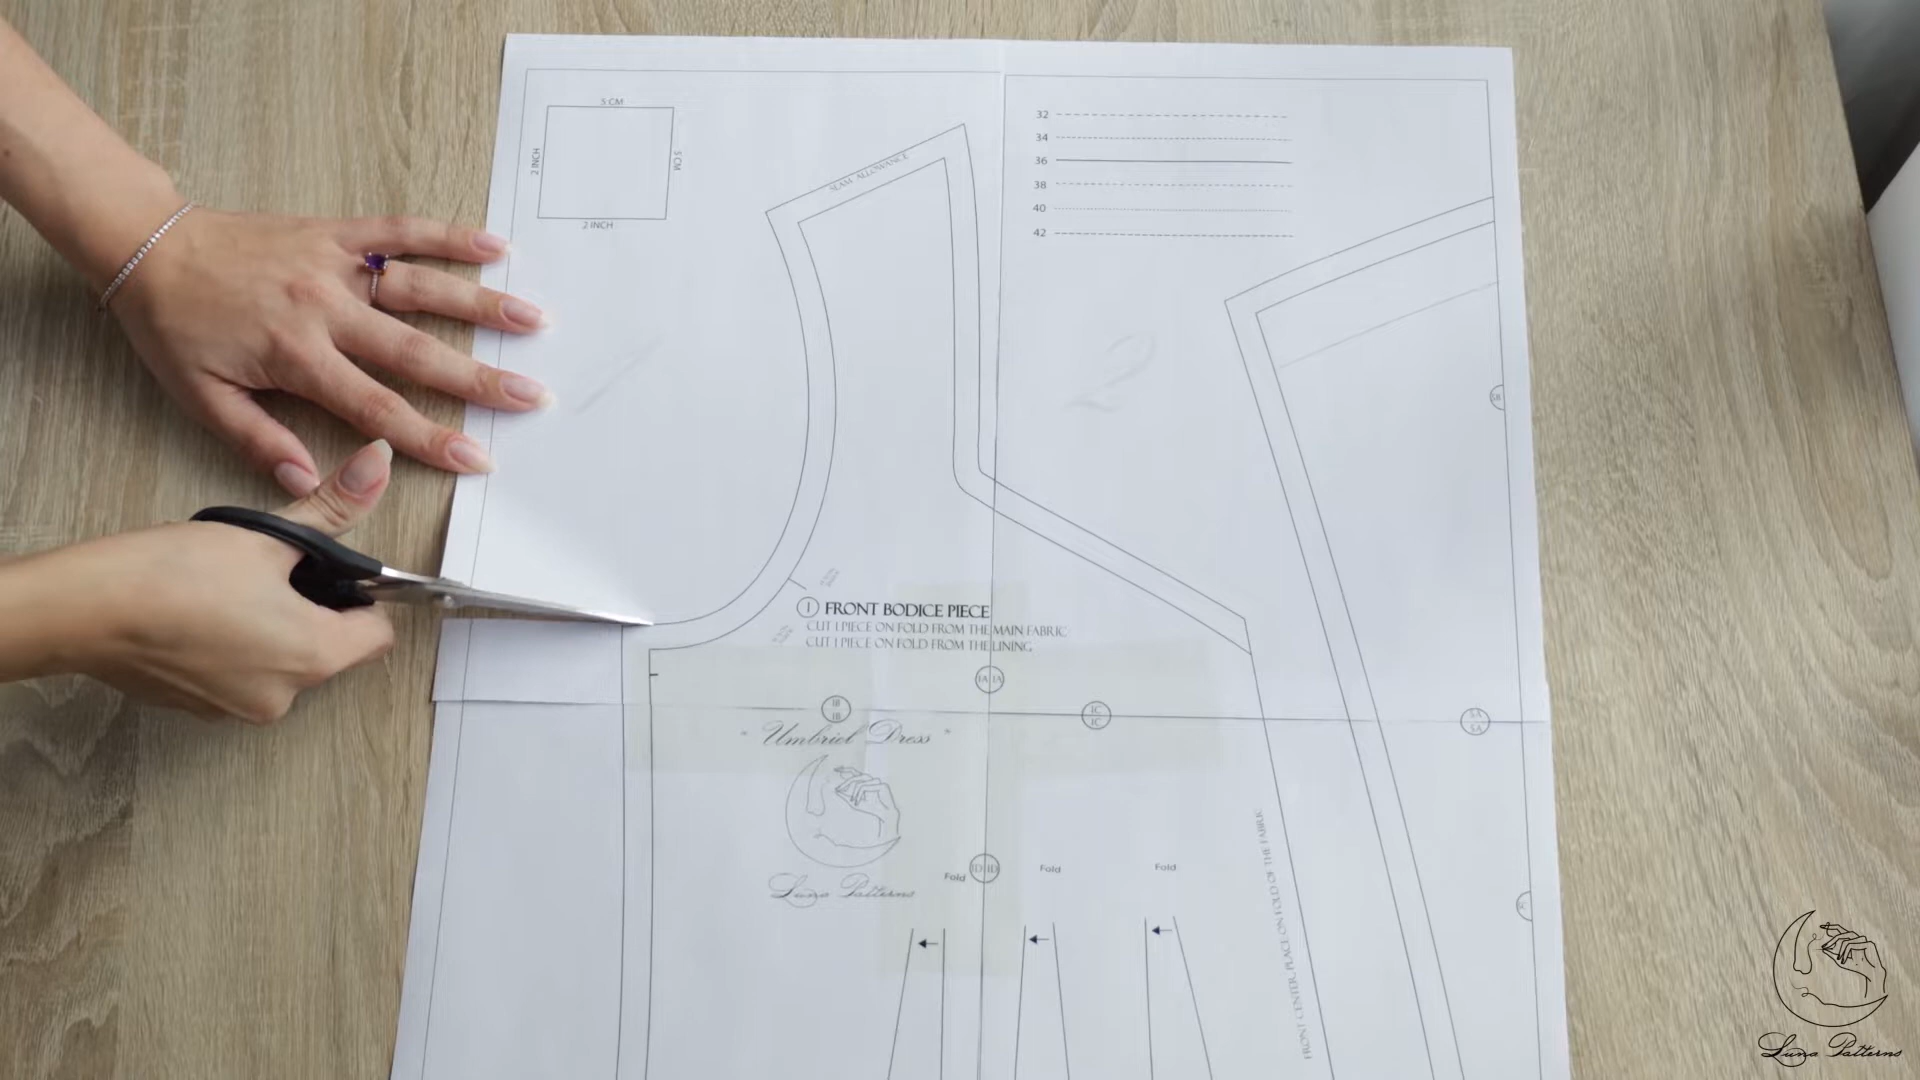 5 CM
2 INCH
5 CM
2 INCH
SEAM ALLOWANCE
32
34
36
38
40
42
1
2
5B
1 FRONT BODICE PIECE
CUT 1 PIECE ON FOLD FROM THE MAIN FABRIC
CUT 1 PIECE ON FOLD FROM THE LINING
1A 1A
1B
1B
1C
1C
5A
5A
" Umbriel Dress "
Luna Patterns
Fold
1D 1D
Fold
Fold
FRONT CENTER, PLACE ON FOLD OF THE FABRIC
Luna Patterns